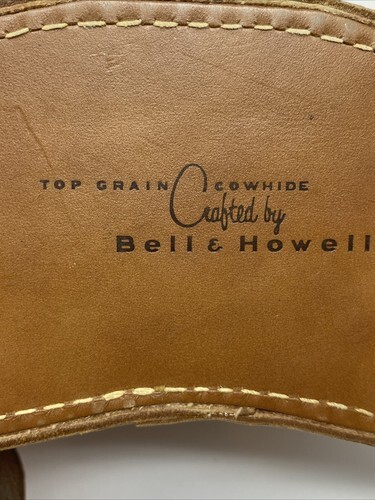 TOP GRAIN COWHIDE
Crafted by
Bell & Howell